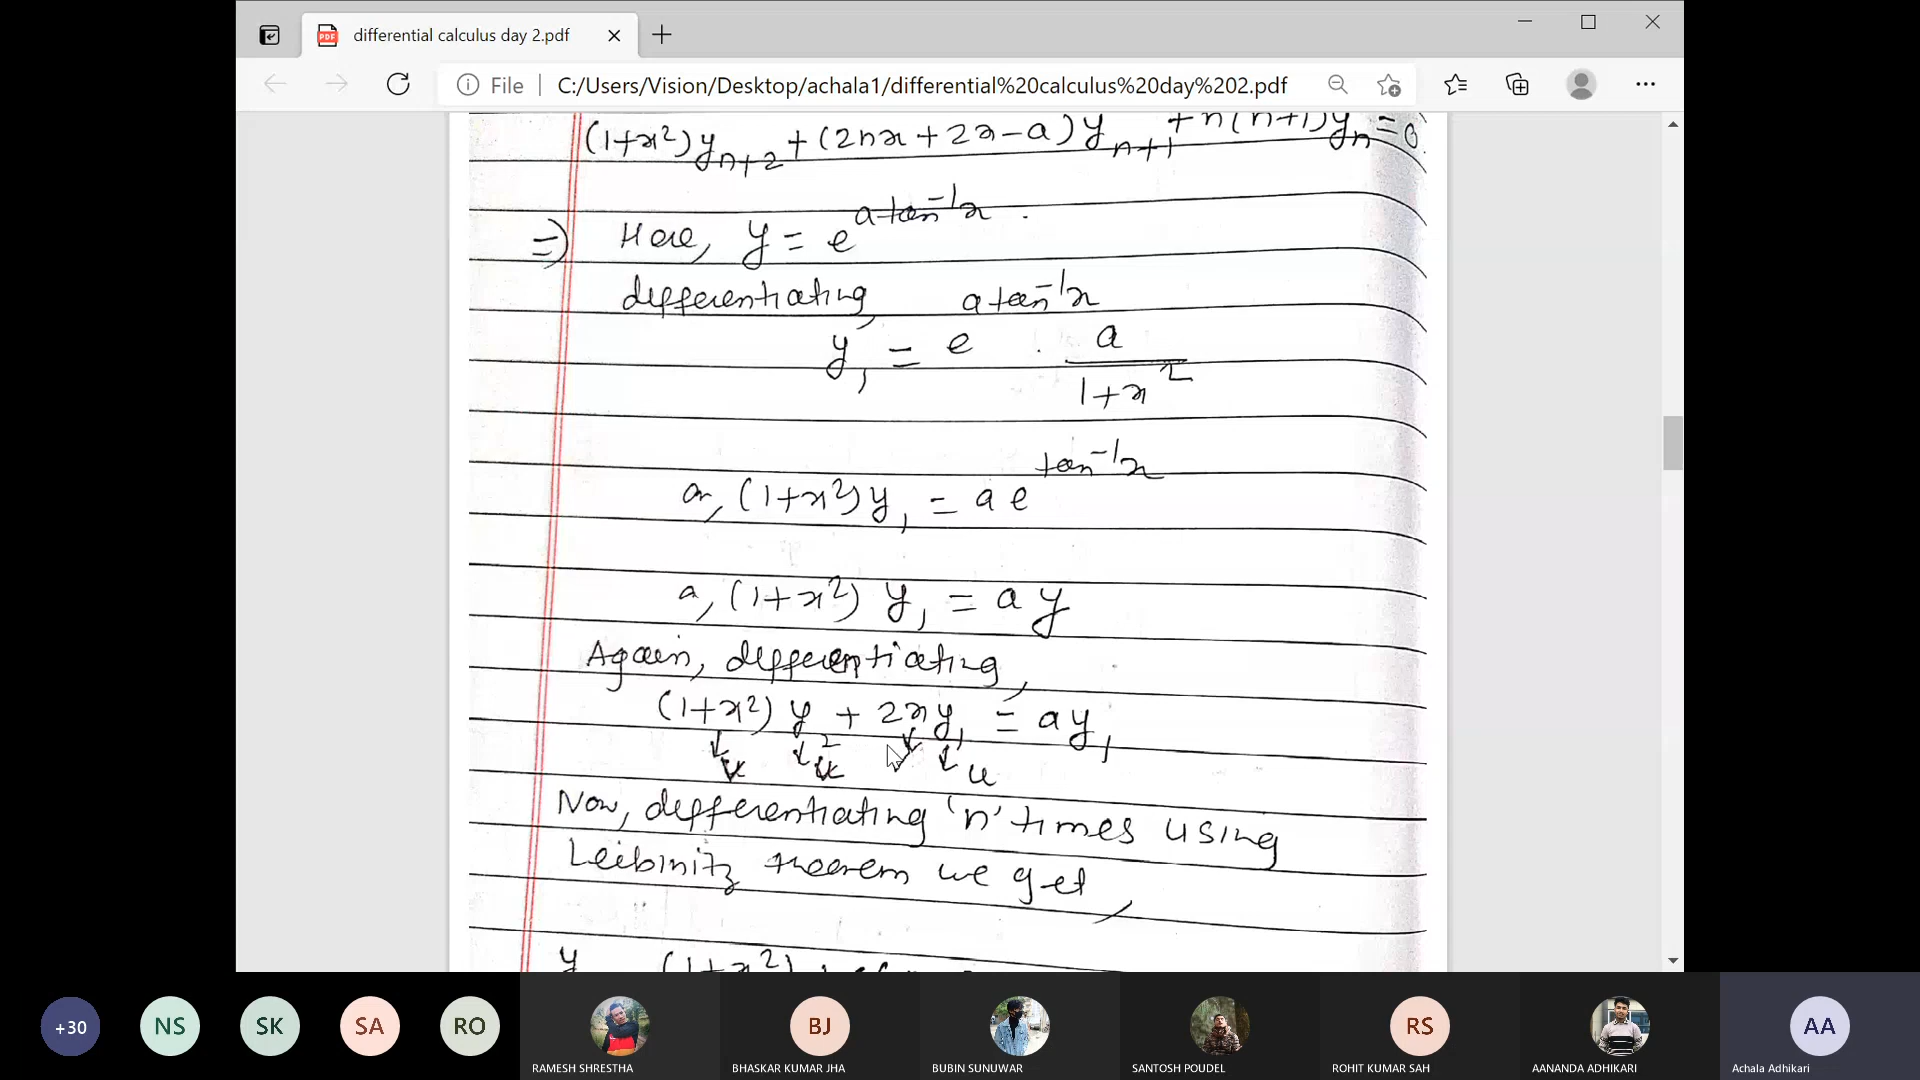 differential calculus day 2.pdf
File | C:/Users/Vision/Desktop/achala1/differential%20calculus%20day%202.pdf
(1+x²)yₙ₊₂+(2nx+2x-a)yₙ₊₁+n(n+1)yₙ=0
⇒) Here, y = e^(a tan⁻¹x).
differentiating,
y₁ = e^(a tan⁻¹x) . a/(1+x²)
or, (1+x²)y₁ = a e^(tan⁻¹x)
a, (1+x²) y₁ = a y
Again, differentiating,
(1+x²) y₂ + 2xy₁ = ay₁
↓ ↓ ↓ ↓ u
Now, differentiating 'n' times using
Leibinitz theorem we get,
y (1+x²)
+30
NS
SK
SA
RO
RAMESH SHRESTHA
BJ
BHASKAR KUMAR JHA
BUBIN SUNUWAR
SANTOSH POUDEL
RS
ROHIT KUMAR SAH
AANANDA ADHIKARI
AA
Achala Adhikari